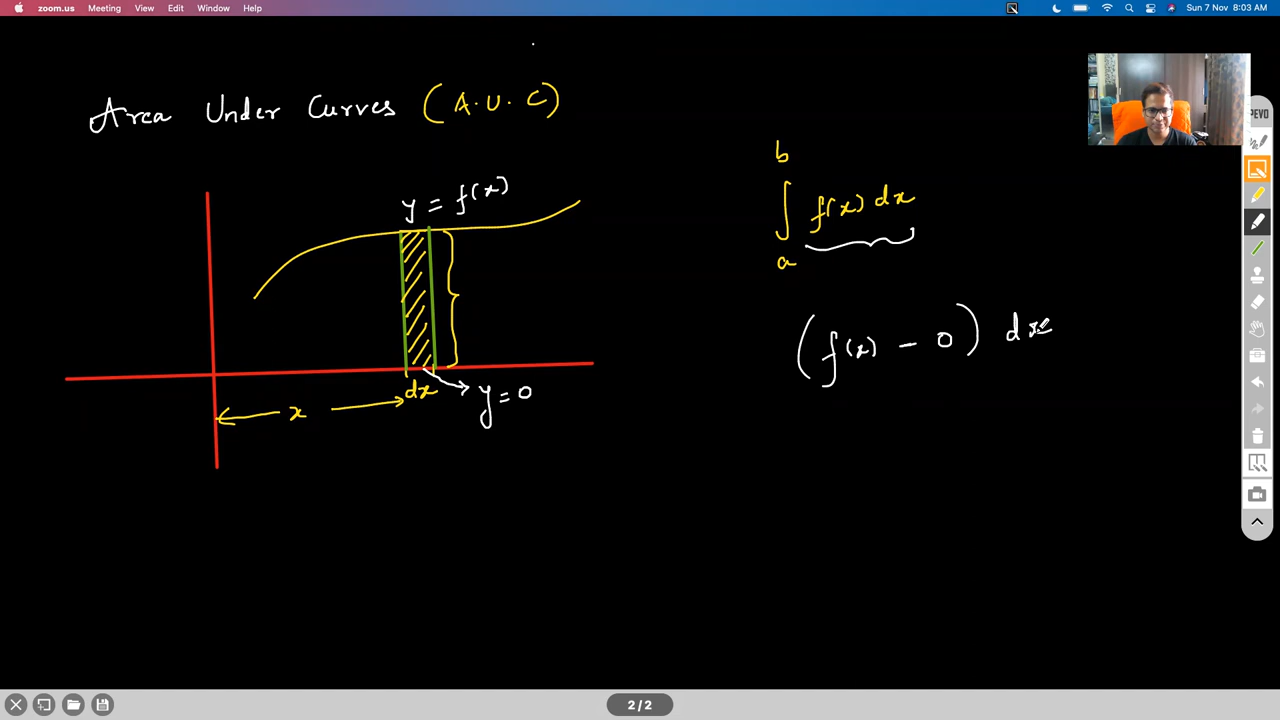 zoom.us Meeting View Edit Window Help Sun 7 Nov 8:03 AM
Area Under Curves (A.U.C)
PEVO
b
∫ f(x) dx
a
y = f(x)
(f(x) - 0) dx
dx
y = 0
x
2/2